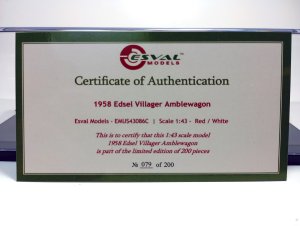 ESVAL™
MODELS
Certificate of Authentication
1958 Edsel Villager Amblewagon
Esval Models - EMUS43086C | Scale 1:43 - Red / White
This is to certify that this 1:43 scale model
1958 Edsel Villager Amblewagon
is part of the limited edition of 200 pieces
№ 079 of 200